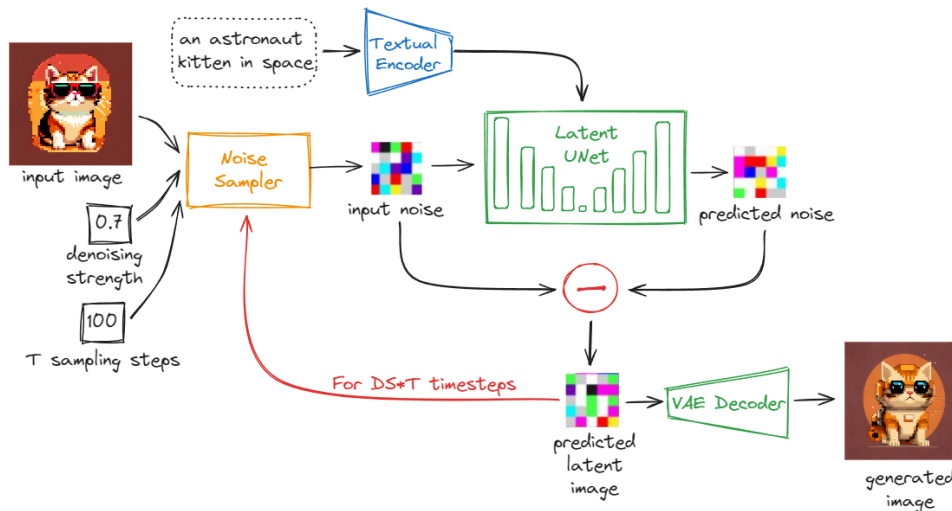 an astronaut
kitten in space
Textual
Encoder
input image
Noise
Sampler
input noise
Latent
UNet
predicted noise
0.7
denoising
strength
100
T sampling steps
For DS*T timesteps
predicted
latent
image
VAE Decoder
generated
image